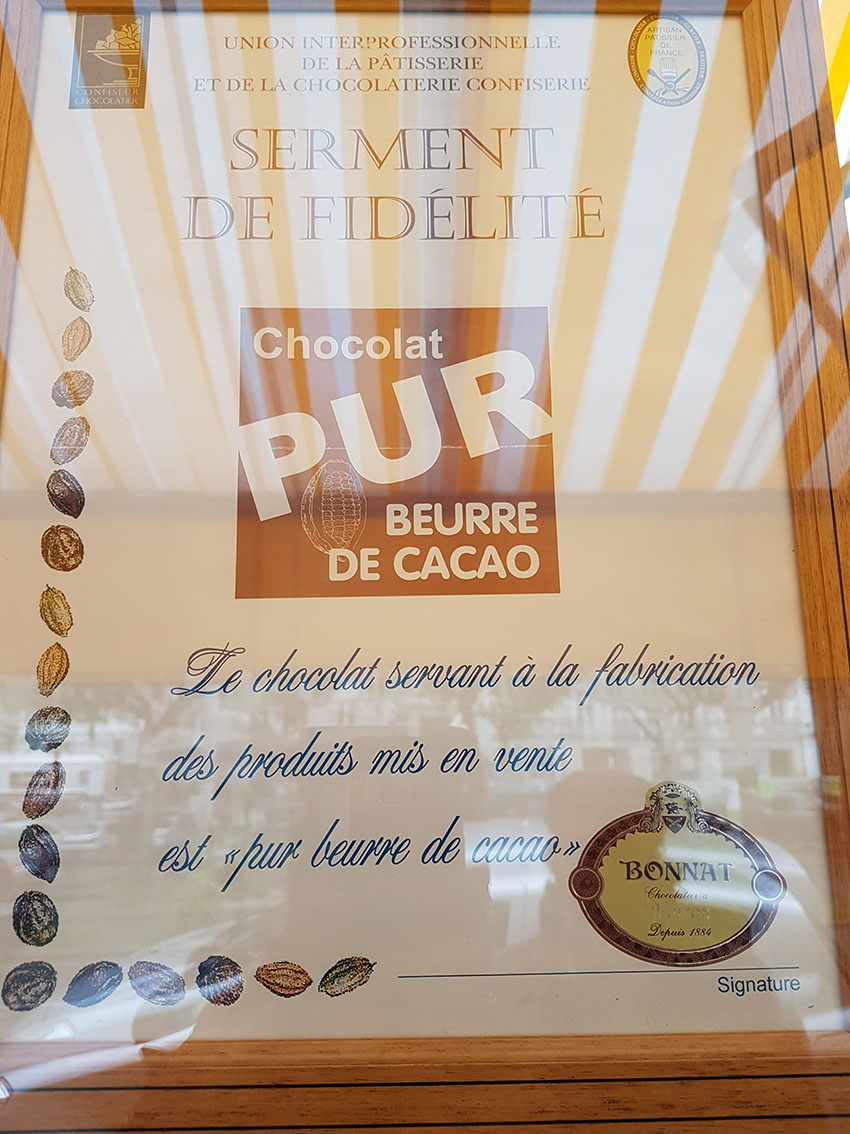 CONFISEUR
CHOCOLATIER
UNION INTERPROFESSIONNELLE
DE LA PÂTISSERIE
ET DE LA CHOCOLATERIE CONFISERIE
ARTISAN
PATISSIER DE
FRANCE
SERMENT
DE FIDÉLITÉ
Chocolat
PUR
BEURRE
DE CACAO
Le chocolat servant à la fabrication
des produits mis en vente
est «pur beurre de cacao»
BONNAT
Chocolatier à
Depuis 1884
Signature